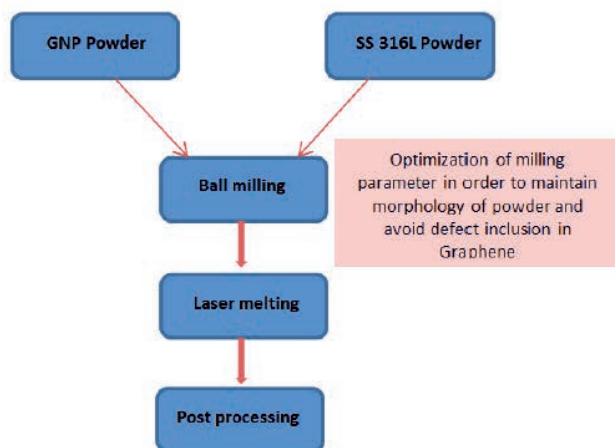 GNP Powder
SS 316L Powder
Ball milling
Optimization of milling
parameter in order to maintain
morphology of powder and
avoid defect inclusion in
Graphene
Laser melting
Post processing